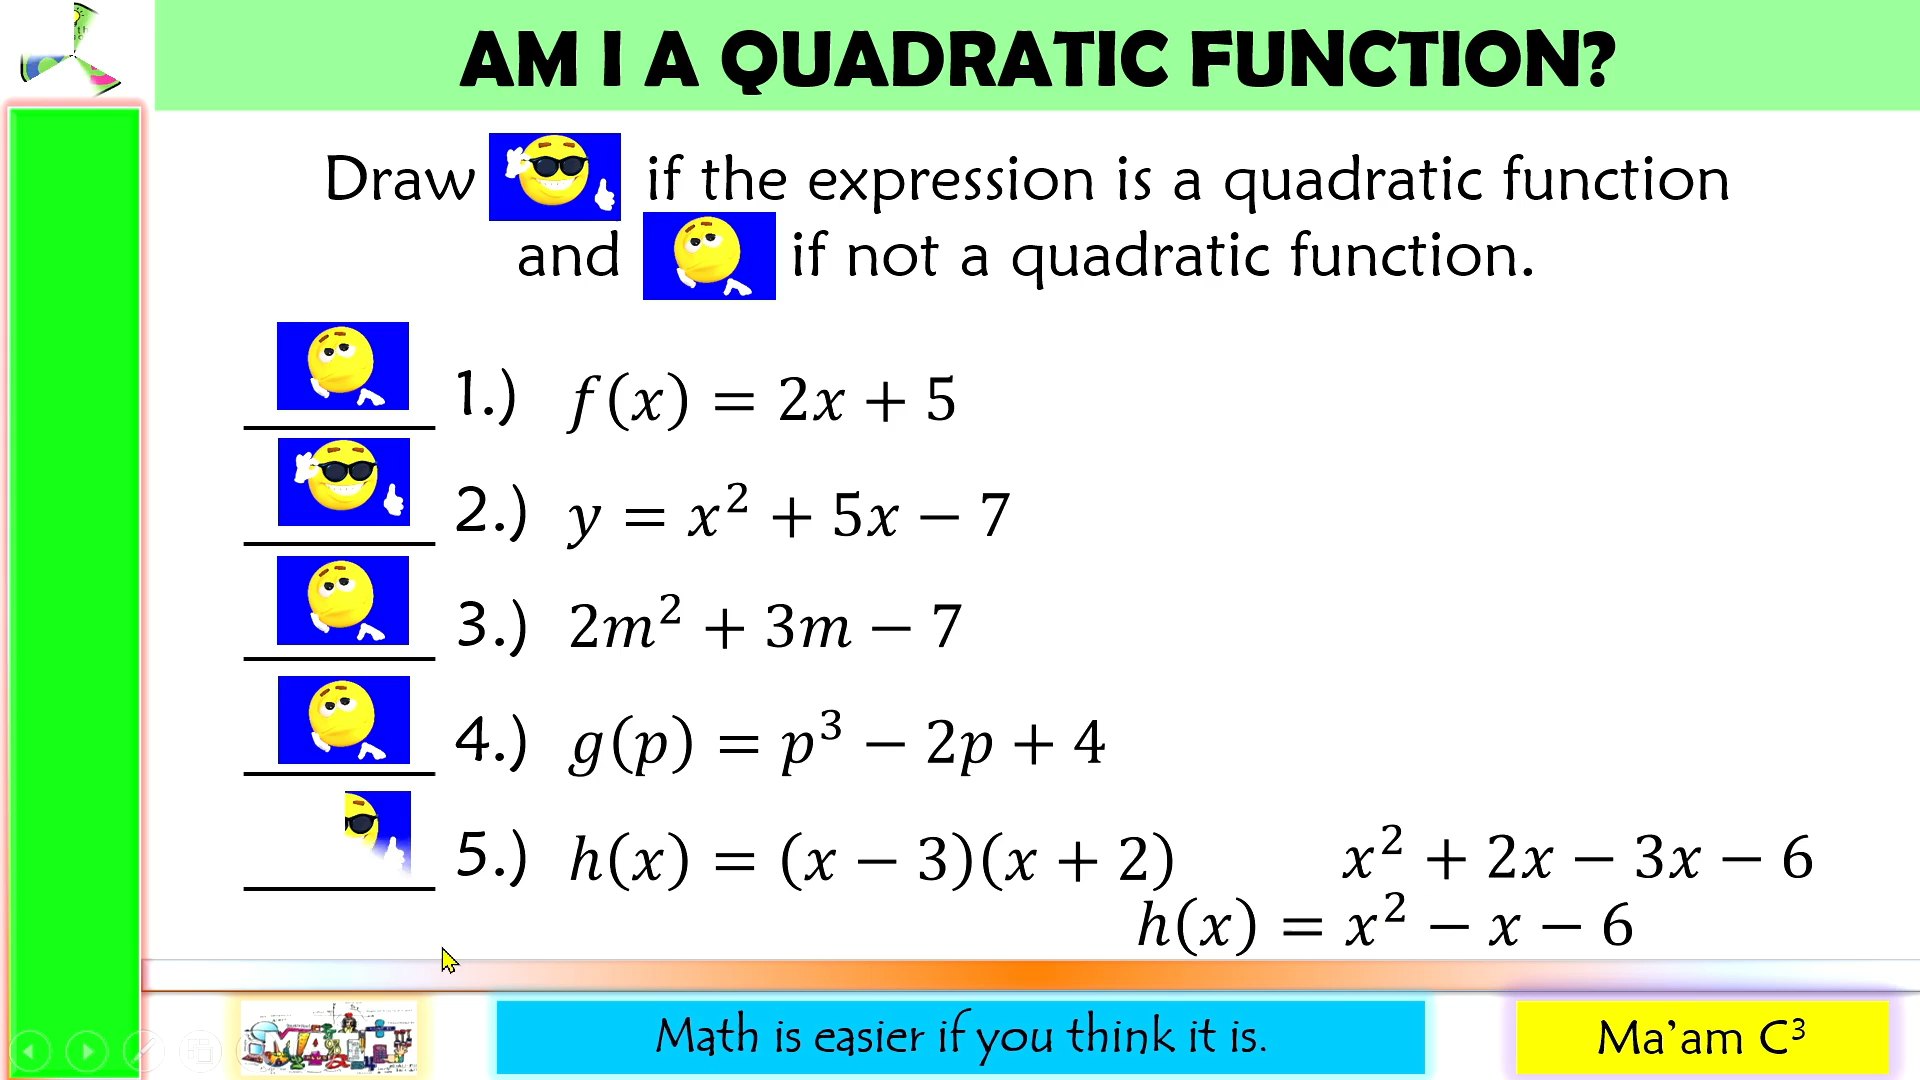 AM I A QUADRATIC FUNCTION?
Draw if the expression is a quadratic function
and if not a quadratic function.
1.) f(x) = 2x + 5
2.) y = x² + 5x − 7
3.) 2m² + 3m − 7
4.) g(p) = p³ − 2p + 4
5.) h(x) = (x − 3)(x + 2) x² + 2x − 3x − 6
h(x) = x² − x − 6
MATH
Math is easier if you think it is.
Ma’am C³